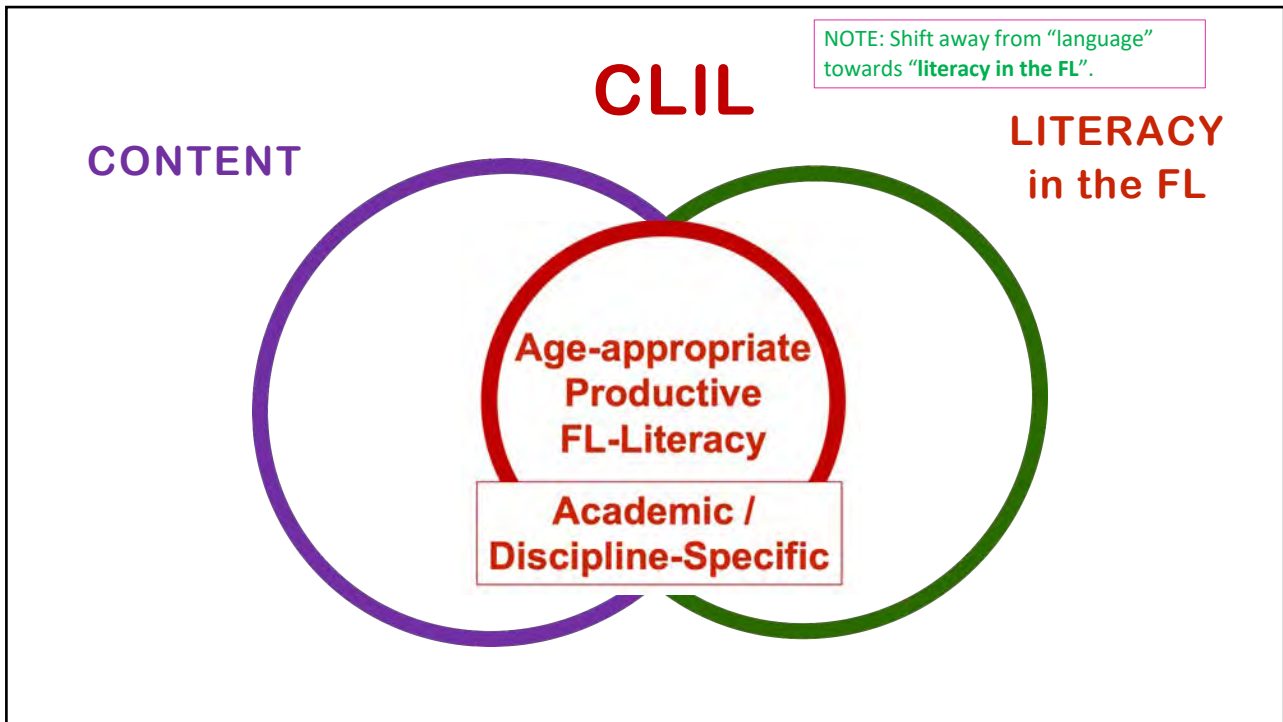 NOTE: Shift away from “language”
towards “literacy in the FL”.
CLIL
CONTENT
LITERACY
in the FL
Age-appropriate
Productive
FL-Literacy
Academic /
Discipline-Specific